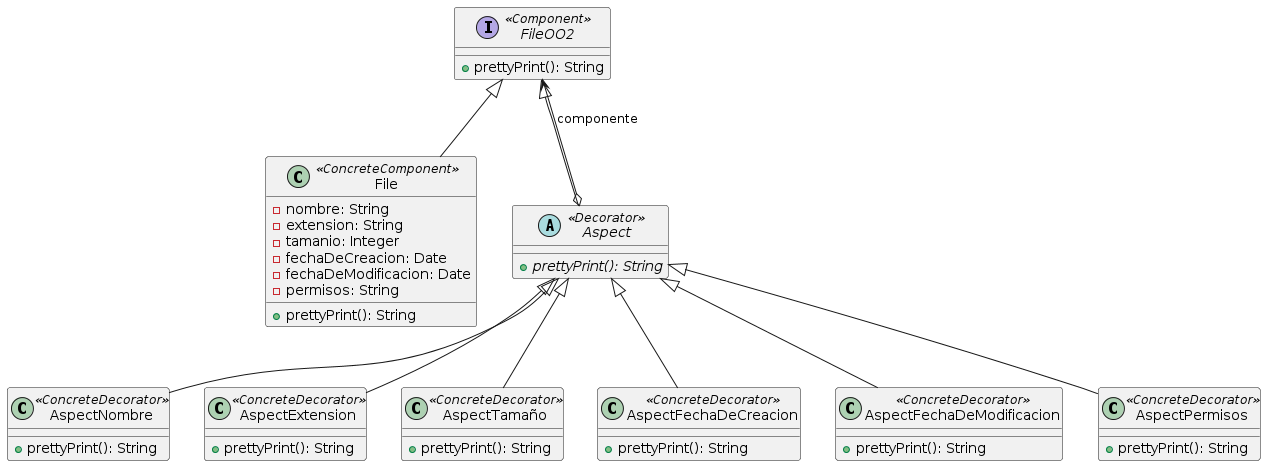 I
«Component»
FileOO2
prettyPrint(): String
componente
C
«ConcreteComponent»
File
nombre: String
extension: String
tamanio: Integer
fechaDeCreacion: Date
fechaDeModificacion: Date
permisos: String
prettyPrint(): String
A
«Decorator»
Aspect
prettyPrint(): String
C
«ConcreteDecorator»
AspectNombre
prettyPrint(): String
C
«ConcreteDecorator»
AspectExtension
prettyPrint(): String
C
«ConcreteDecorator»
AspectTamaño
prettyPrint(): String
C
«ConcreteDecorator»
AspectFechaDeCreacion
prettyPrint(): String
C
«ConcreteDecorator»
AspectFechaDeModificacion
prettyPrint(): String
C
«ConcreteDecorator»
AspectPermisos
prettyPrint(): String